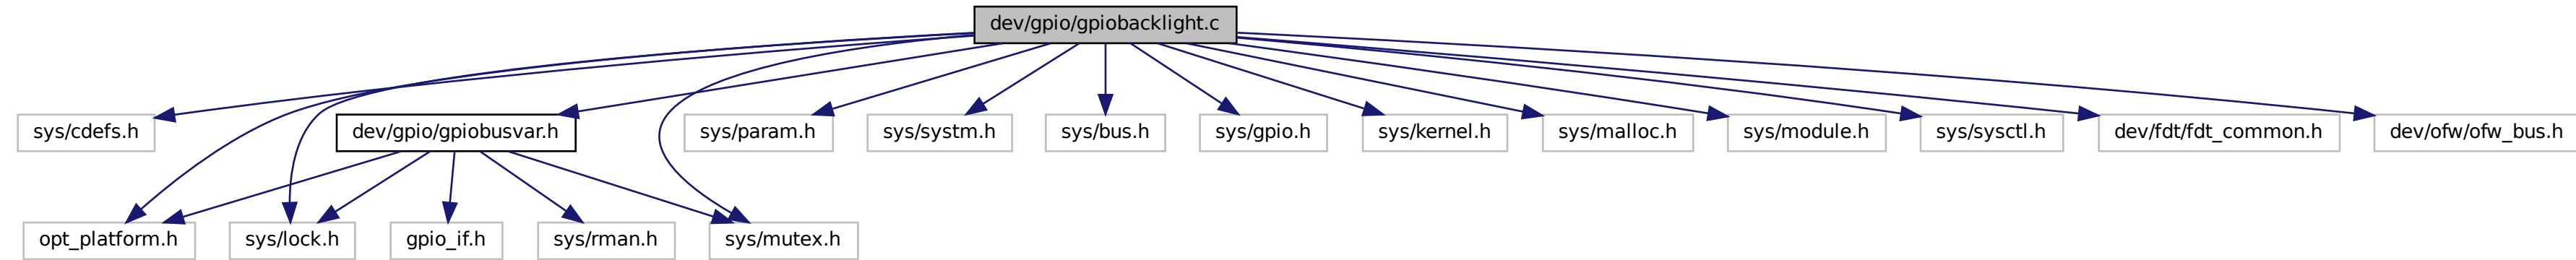 dev/gpio/gpiobacklight.c
sys/cdefs.h
dev/gpio/gpiobusvar.h
sys/param.h
sys/systm.h
sys/bus.h
sys/gpio.h
sys/kernel.h
sys/malloc.h
sys/module.h
sys/sysctl.h
dev/fdt/fdt_common.h
dev/ofw/ofw_bus.h
opt_platform.h
sys/lock.h
gpio_if.h
sys/rman.h
sys/mutex.h